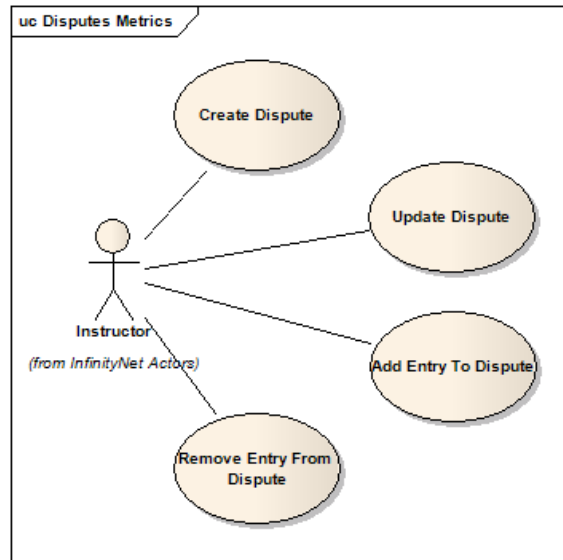 uc Disputes Metrics
Create Dispute
Update Dispute
Instructor
(from InfinityNet Actors)
Add Entry To Dispute
Remove Entry From
Dispute